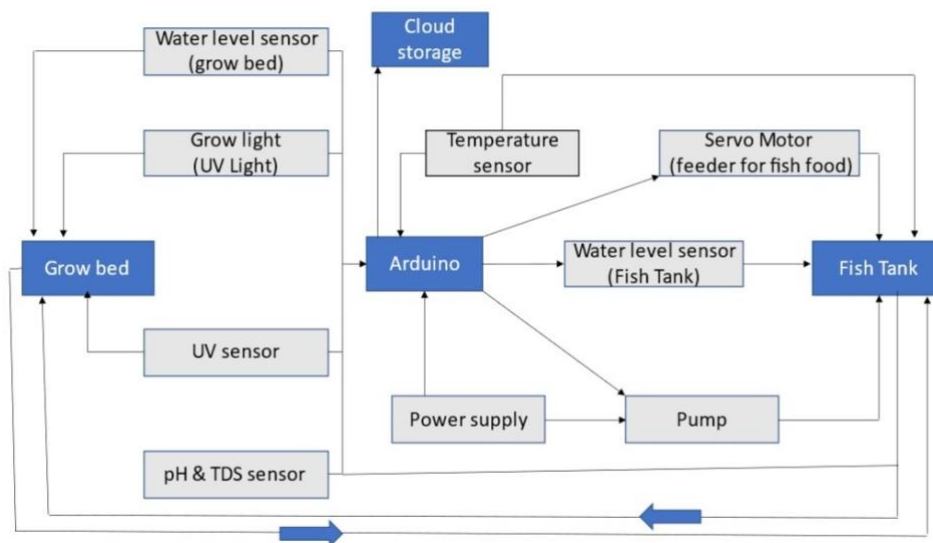 Water level sensor
(grow bed)
Cloud
storage
Grow light
(UV Light)
Temperature
sensor
Servo Motor
(feeder for fish food)
Grow bed
Arduino
Water level sensor
(Fish Tank)
Fish Tank
UV sensor
Power supply
Pump
pH & TDS sensor